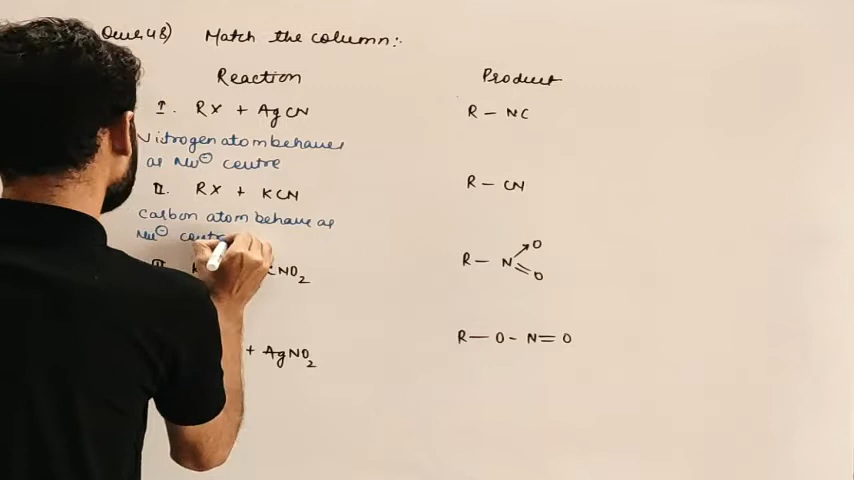 Ques 48) Match the column:-
Reaction Product
I. RX + AgCN R - NC
Nitrogen atom behaves
as Nu⊖ centre
II. RX + KCN R - CN
Carbon atom behave as
Nu⊖ centre
NO2 R - N O O
+ AgNO2 R - O - N = O